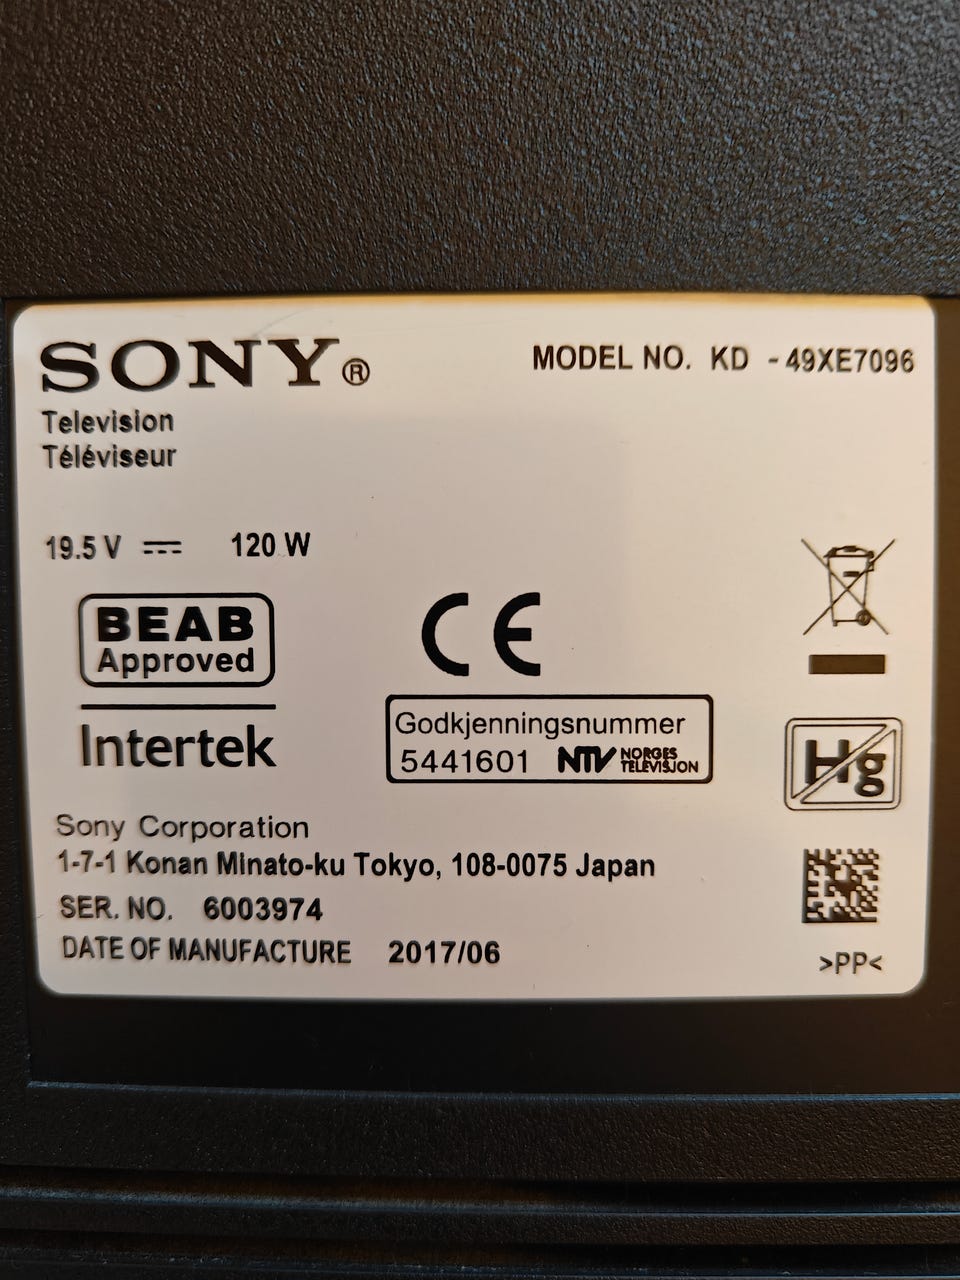 SONY®
MODEL NO. KD - 49XE7096
Television
Téléviseur
19.5 V ⎓ 120 W
BEAB
Approved
Intertek
CE
Godkjenningsnummer
5441601 NTV NORGES TELEVISJON
Hg
Sony Corporation
1-7-1 Konan Minato-ku Tokyo, 108-0075 Japan
SER. NO. 6003974
DATE OF MANUFACTURE 2017/06
>PP<